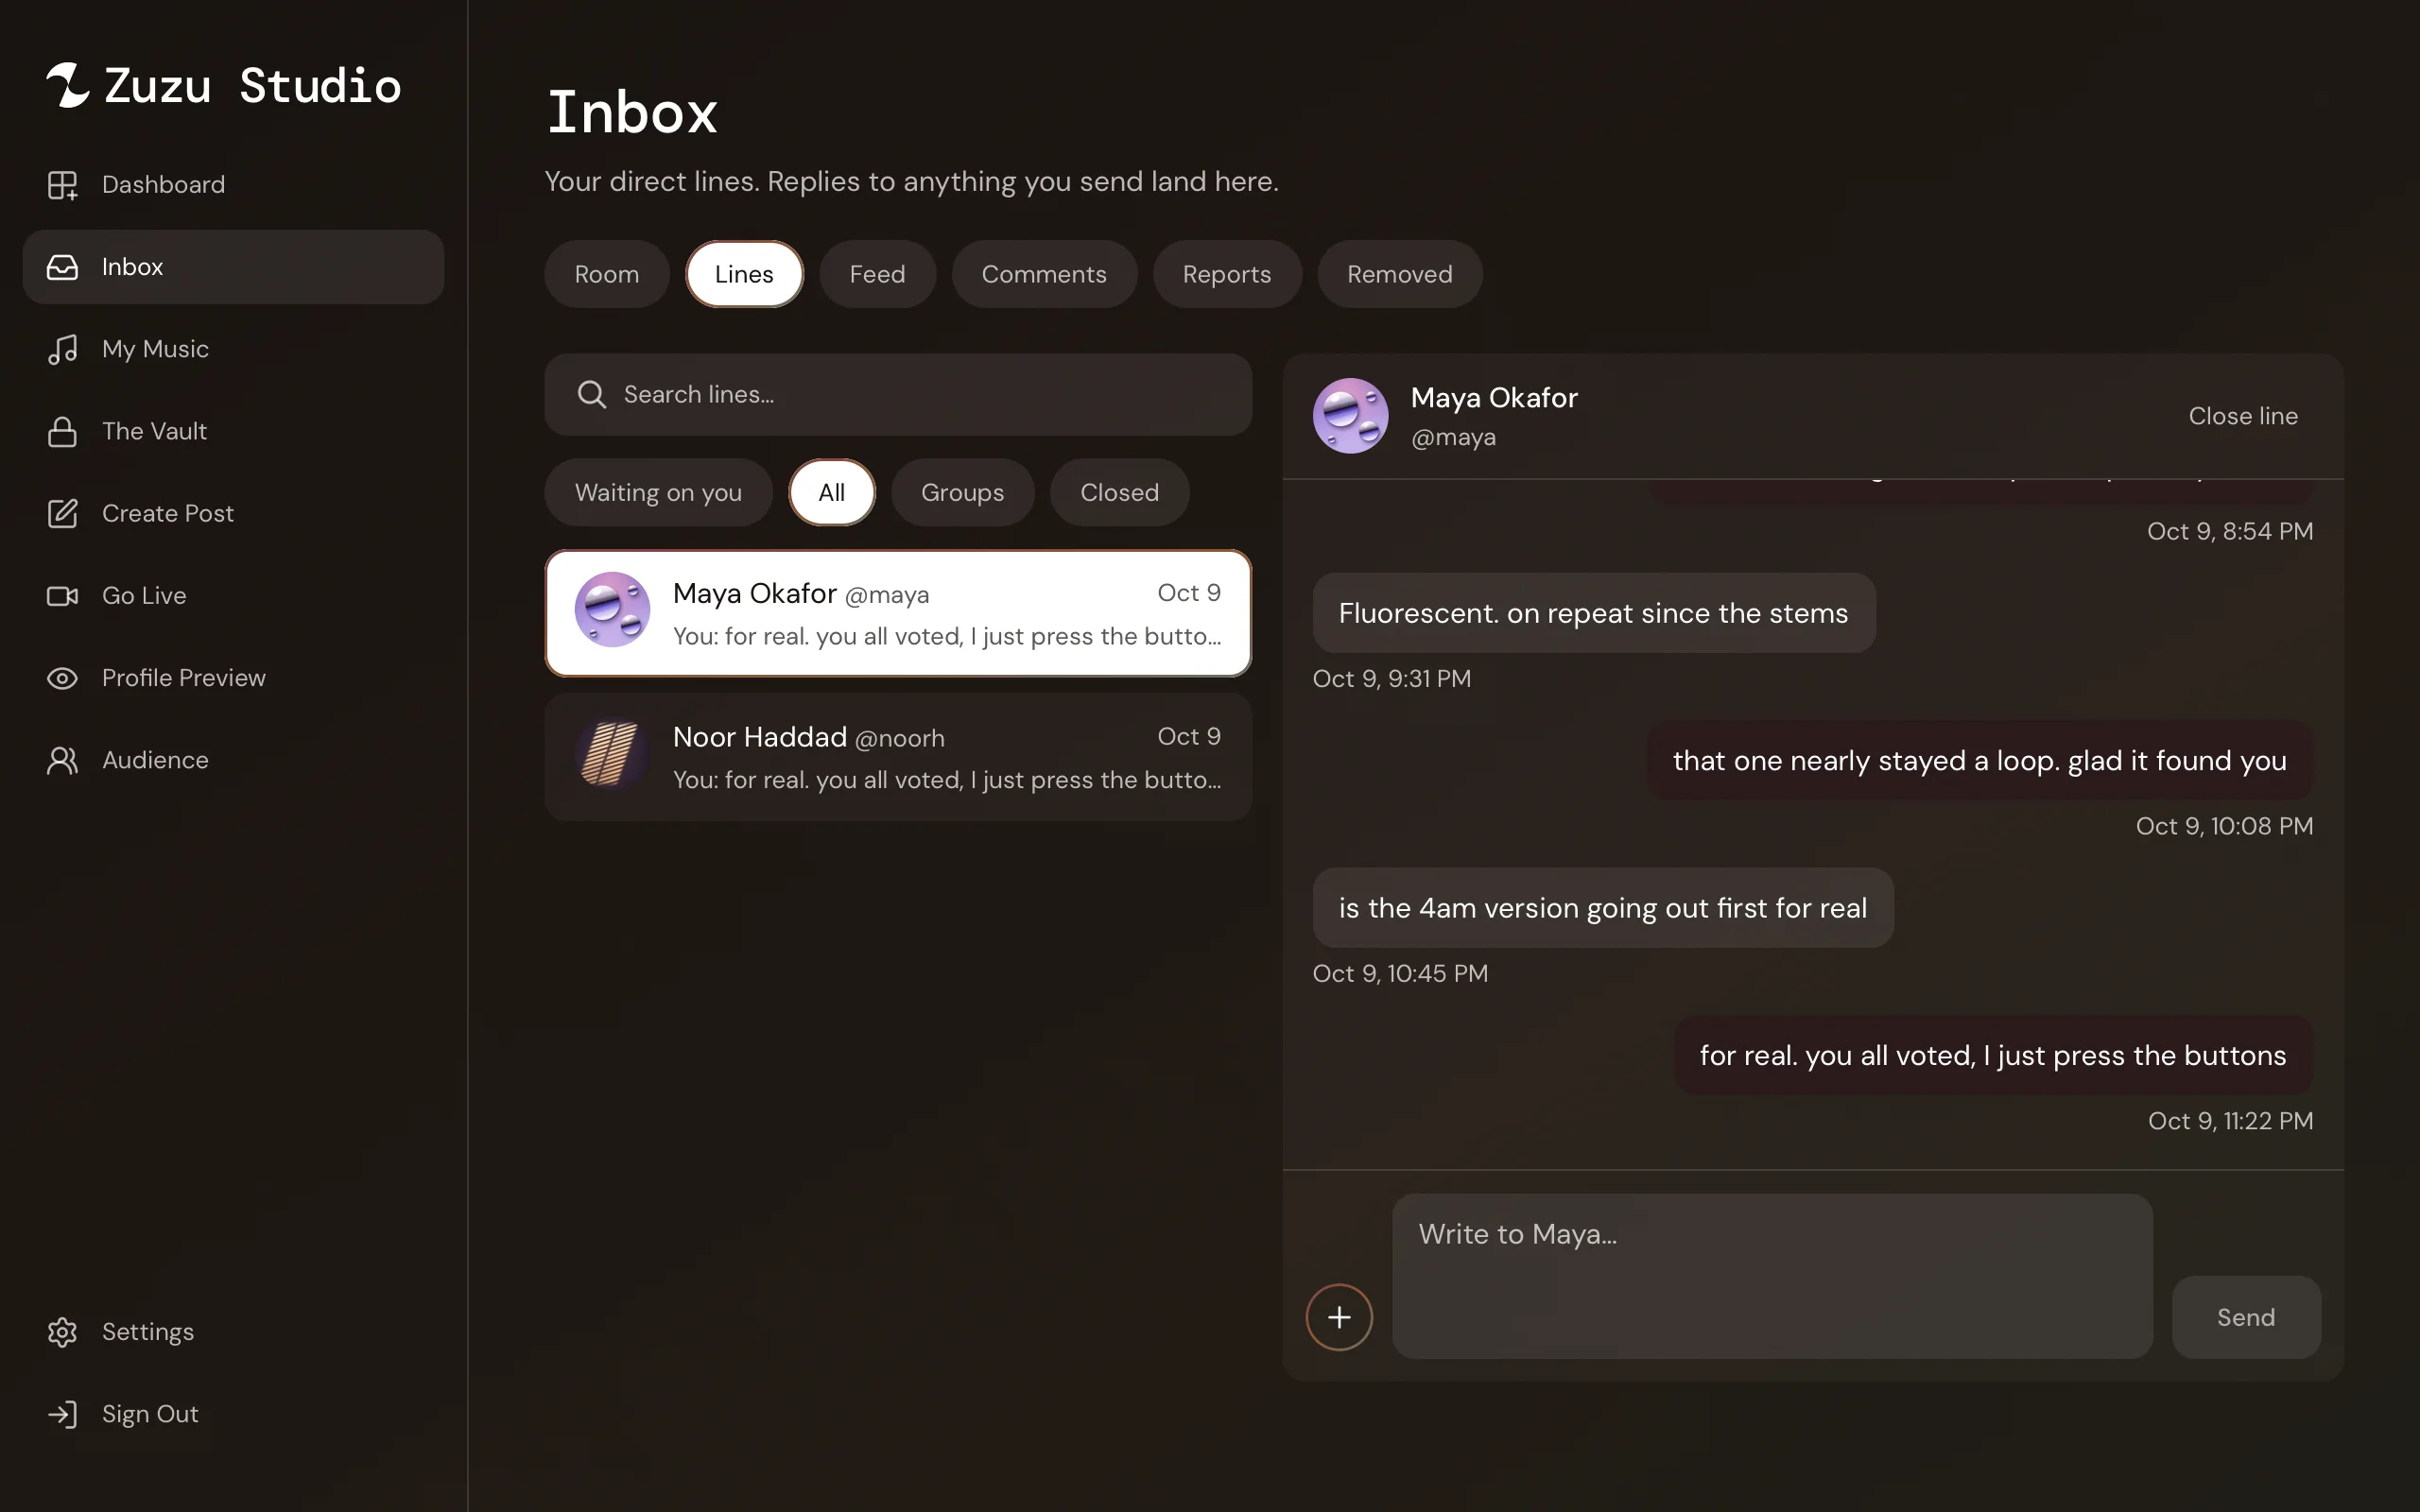 Zuzu Studio
Dashboard
Inbox
My Music
The Vault
Create Post
Go Live
Profile Preview
Audience
Settings
Sign Out
Inbox
Your direct lines. Replies to anything you send land here.
Room Lines Feed Comments Reports Removed
Search lines...
Waiting on you All Groups Closed
Maya Okafor @maya Oct 9
You: for real. you all voted, I just press the butto...
Noor Haddad @noorh Oct 9
You: for real. you all voted, I just press the butto...
Maya Okafor
@maya
Close line
Oct 9, 8:54 PM
Fluorescent. on repeat since the stems
Oct 9, 9:31 PM
that one nearly stayed a loop. glad it found you
Oct 9, 10:08 PM
is the 4am version going out first for real
Oct 9, 10:45 PM
for real. you all voted, I just press the buttons
Oct 9, 11:22 PM
Write to Maya...
Send